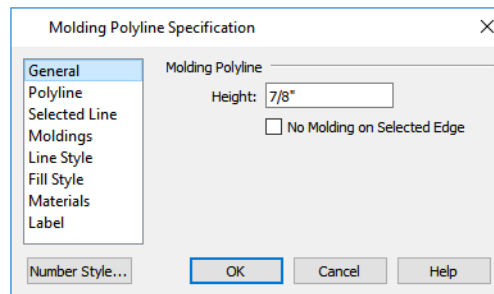 Molding Polyline Specification
General
Polyline
Selected Line
Moldings
Line Style
Fill Style
Materials
Label
Molding Polyline
Height: 7/8"
No Molding on Selected Edge
Number Style... OK Cancel Help